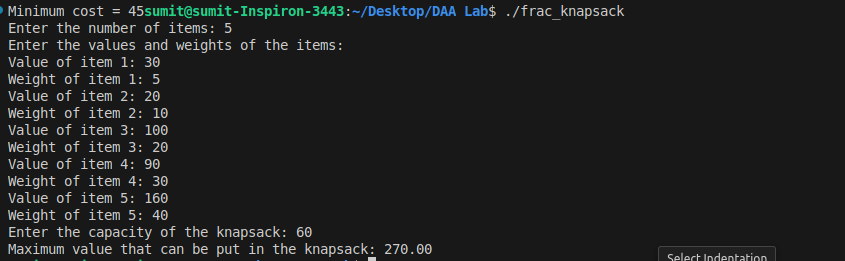 Minimum cost = 45sumit@sumit-Inspiron-3443:~/Desktop/DAA Lab$ ./frac_knapsack
Enter the number of items: 5
Enter the values and weights of the items:
Value of item 1: 30
Weight of item 1: 5
Value of item 2: 20
Weight of item 2: 10
Value of item 3: 100
Weight of item 3: 20
Value of item 4: 90
Weight of item 4: 30
Value of item 5: 160
Weight of item 5: 40
Enter the capacity of the knapsack: 60
Maximum value that can be put in the knapsack: 270.00
Select Indentation